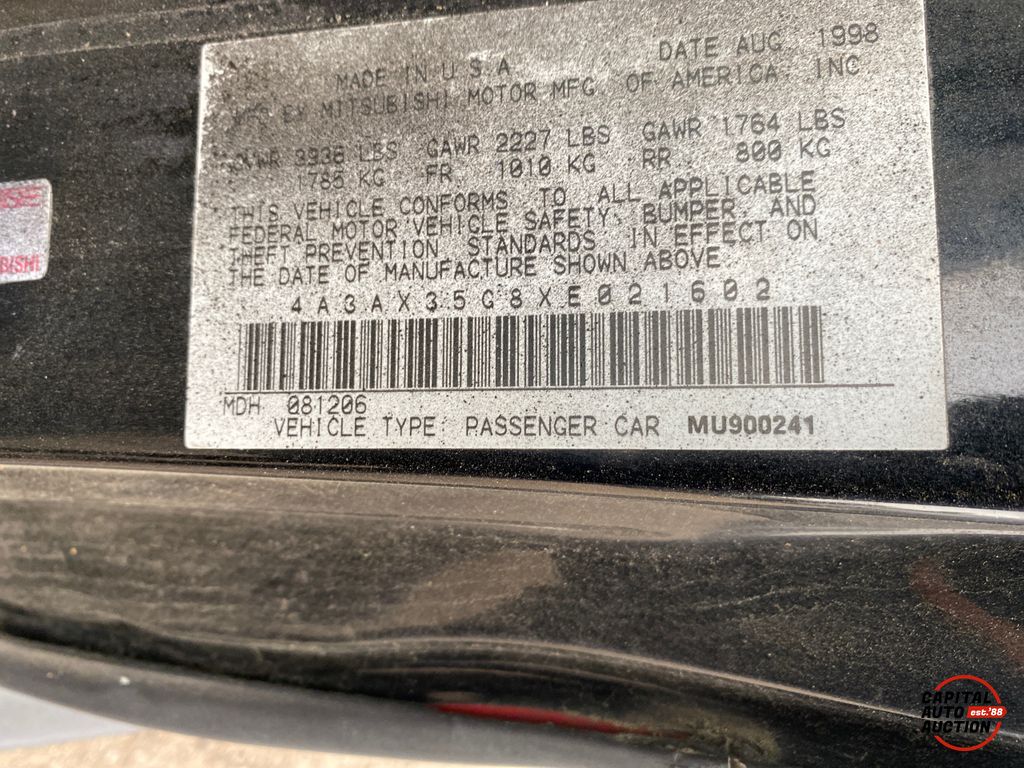 DATE AUG 1998
MADE IN U.S.A.
MFD BY MITSUBISHI MOTOR MFG. OF AMERICA, INC
GVWR 3936 LBS GAWR 2227 LBS GAWR 1764 LBS
1785 KG FR. 1010 KG RR. 800 KG
THIS VEHICLE CONFORMS TO ALL APPLICABLE
FEDERAL MOTOR VEHICLE SAFETY, BUMPER, AND
THEFT PREVENTION STANDARDS IN EFFECT ON
THE DATE OF MANUFACTURE SHOWN ABOVE
4A3AX35G8XE021602
MDH 081206
VEHICLE TYPE: PASSENGER CAR MU900241
CAPITAL
AUTO est.'88
AUCTION